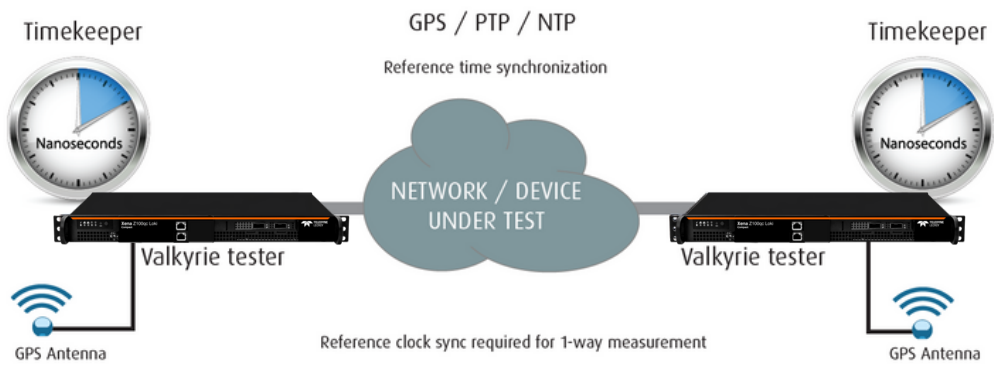 GPS / PTP / NTP
Timekeeper
Timekeeper
Reference time synchronization
Nanoseconds
Nanoseconds
NETWORK / DEVICE
UNDER TEST
Valkyrie tester
Valkyrie tester
Reference clock sync required for 1-way measurement
GPS Antenna
GPS Antenna